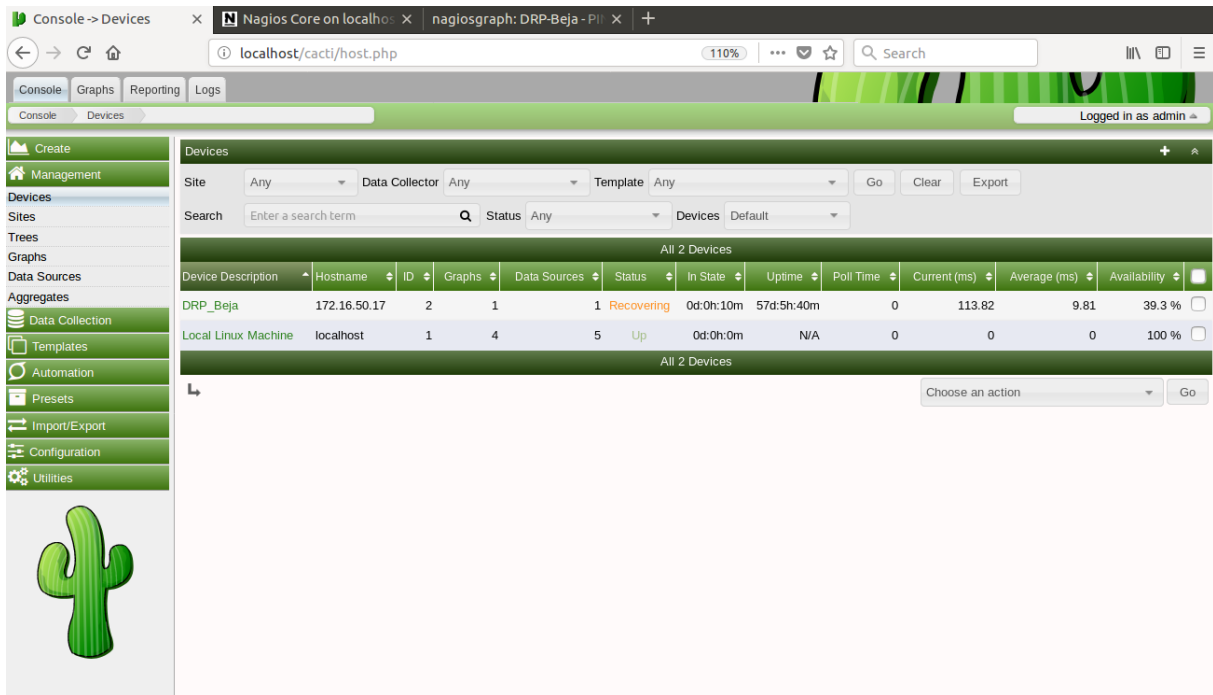 Console -> Devices × N Nagios Core on localhos × nagiosgraph: DRP-Beja - PI × +
localhost/cacti/host.php 110% Search
Console Graphs Reporting Logs
Console Devices Logged in as admin
Create
Management
Devices
Sites
Trees
Graphs
Data Sources
Aggregates
Data Collection
Templates
Automation
Presets
Import/Export
Configuration
Utilities
Devices
Site Any Data Collector Any Template Any Go Clear Export
Search Enter a search term Status Any Devices Default
All 2 Devices
Device Description Hostname ID Graphs Data Sources Status In State Uptime Poll Time Current (ms) Average (ms) Availability
DRP_Beja 172.16.50.17 2 1 1 Recovering 0d:0h:10m 57d:5h:40m 0 113.82 9.81 39.3 %
Local Linux Machine localhost 1 4 5 Up 0d:0h:0m N/A 0 0 0 100 %
All 2 Devices
Choose an action Go